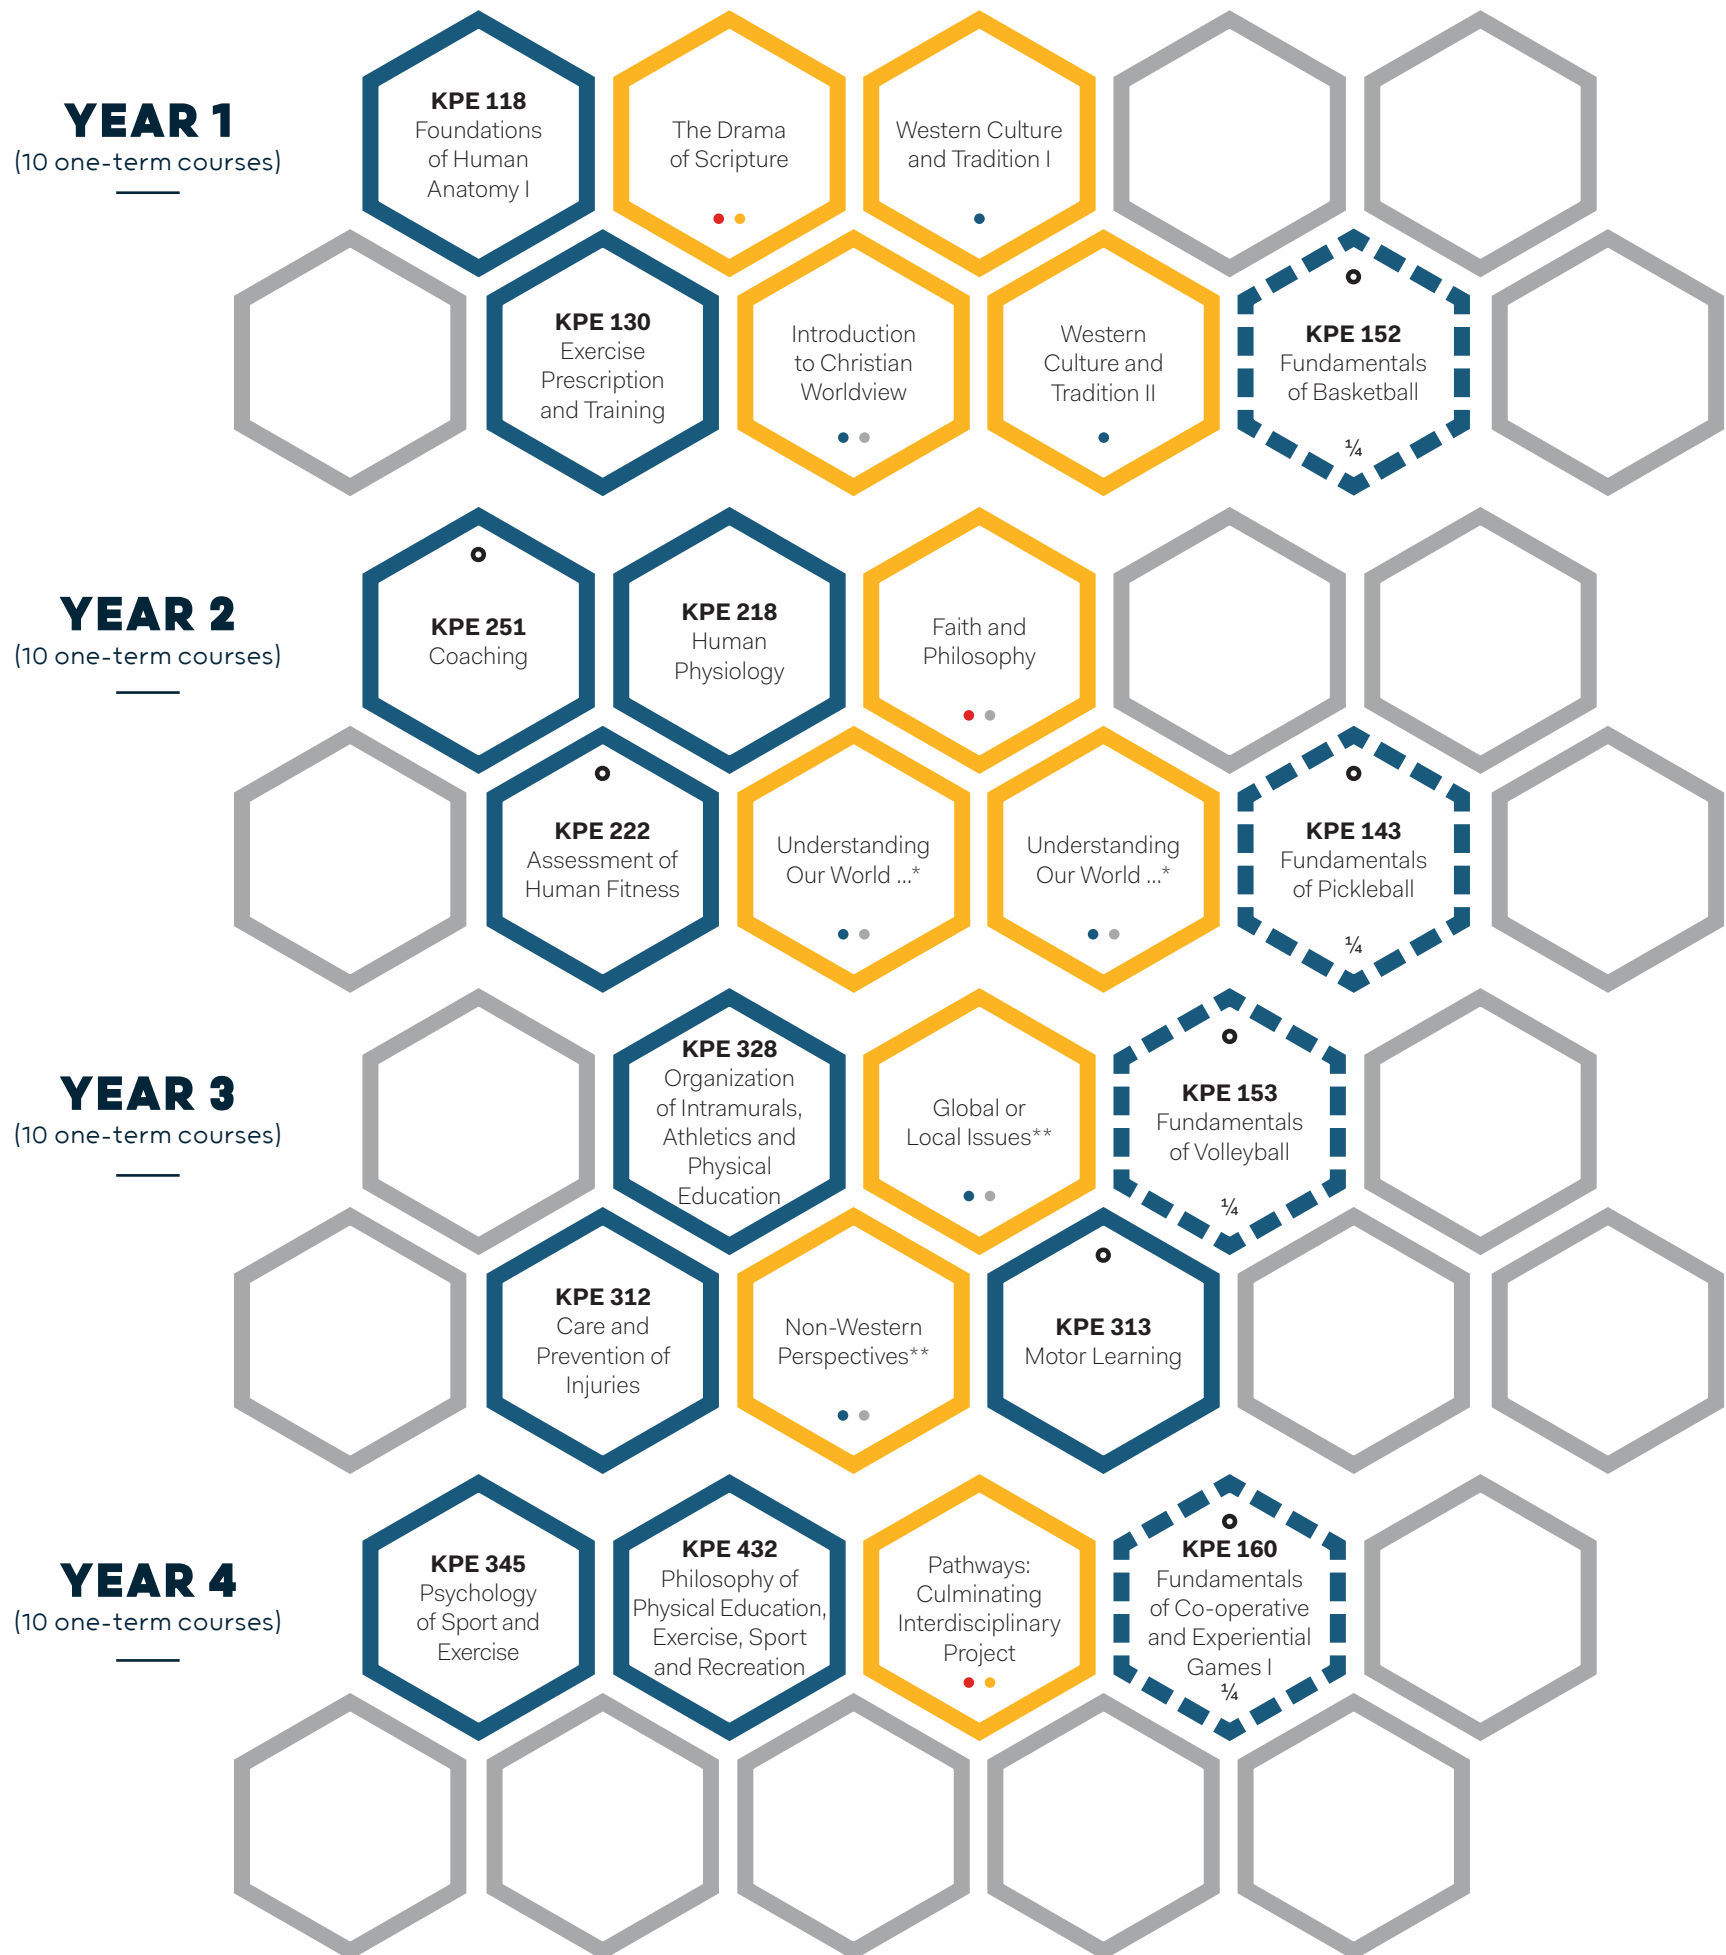 YEAR 1
(10 one-term courses)
KPE 118
Foundations
of Human
Anatomy I
The Drama
of Scripture
Western Culture
and Tradition I
KPE 130
Exercise
Prescription
and Training
Introduction
to Christian
Worldview
Western
Culture and
Tradition II
KPE 152
Fundamentals
of Basketball
¼
YEAR 2
(10 one-term courses)
KPE 251
Coaching
KPE 218
Human
Physiology
Faith and
Philosophy
KPE 222
Assessment of
Human Fitness
Understanding
Our World ...*
Understanding
Our World ...*
KPE 143
Fundamentals
of Pickleball
¼
YEAR 3
(10 one-term courses)
KPE 328
Organization
of Intramurals,
Athletics and
Physical
Education
Global or
Local Issues**
KPE 153
Fundamentals
of Volleyball
¼
KPE 312
Care and
Prevention of
Injuries
Non-Western
Perspectives**
KPE 313
Motor Learning
YEAR 4
(10 one-term courses)
KPE 345
Psychology
of Sport and
Exercise
KPE 432
Philosophy of
Physical Education,
Exercise, Sport
and Recreation
Pathways:
Culminating
Interdisciplinary
Project
KPE 160
Fundamentals
of Co-operative
and Experiential
Games I
¼